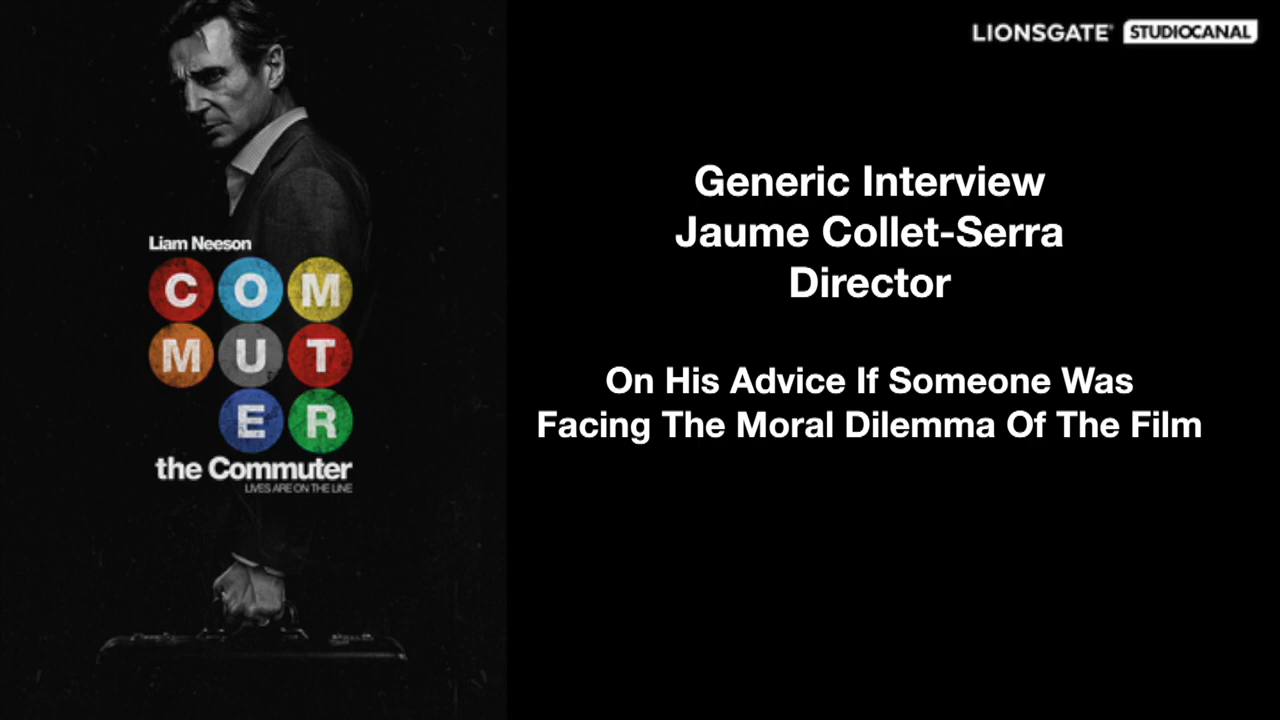 LIONSGATE STUDIOCANAL
Generic Interview
Jaume Collet-Serra
Director
On His Advice If Someone Was
Facing The Moral Dilemma Of The Film
Liam Neeson
COM
MUT
ER
the Commuter
LIVES ARE ON THE LINE